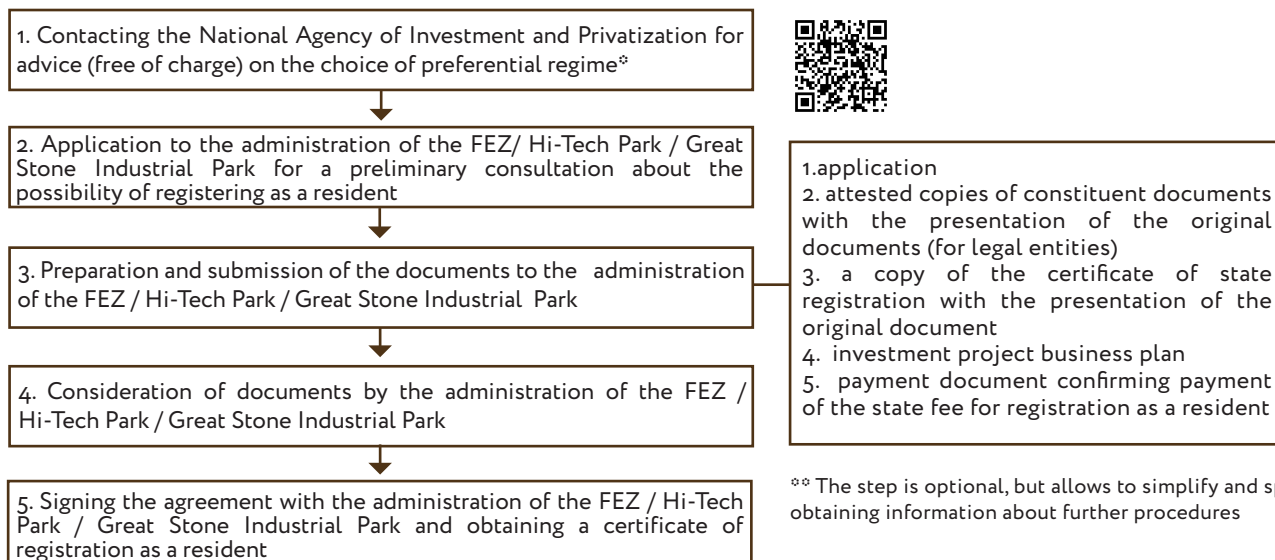 1. Contacting the National Agency of Investment and Privatization for
advice (free of charge) on the choice of preferential regime*
2. Application to the administration of the FEZ/ Hi-Tech Park / Great
Stone Industrial Park for a preliminary consultation about the
possibility of registering as a resident
3. Preparation and submission of the documents to the administration
of the FEZ / Hi-Tech Park / Great Stone Industrial Park
4. Consideration of documents by the administration of the FEZ /
Hi-Tech Park / Great Stone Industrial Park
5. Signing the agreement with the administration of the FEZ / Hi-Tech
Park / Great Stone Industrial Park and obtaining a certificate of
registration as a resident
1.application
2. attested copies of constituent documents
with the presentation of the original
documents (for legal entities)
3. a copy of the certificate of state
registration with the presentation of the
original document
4. investment project business plan
5. payment document confirming payment
of the state fee for registration as a resident
** The step is optional, but allows to simplify and
obtaining information about further procedures